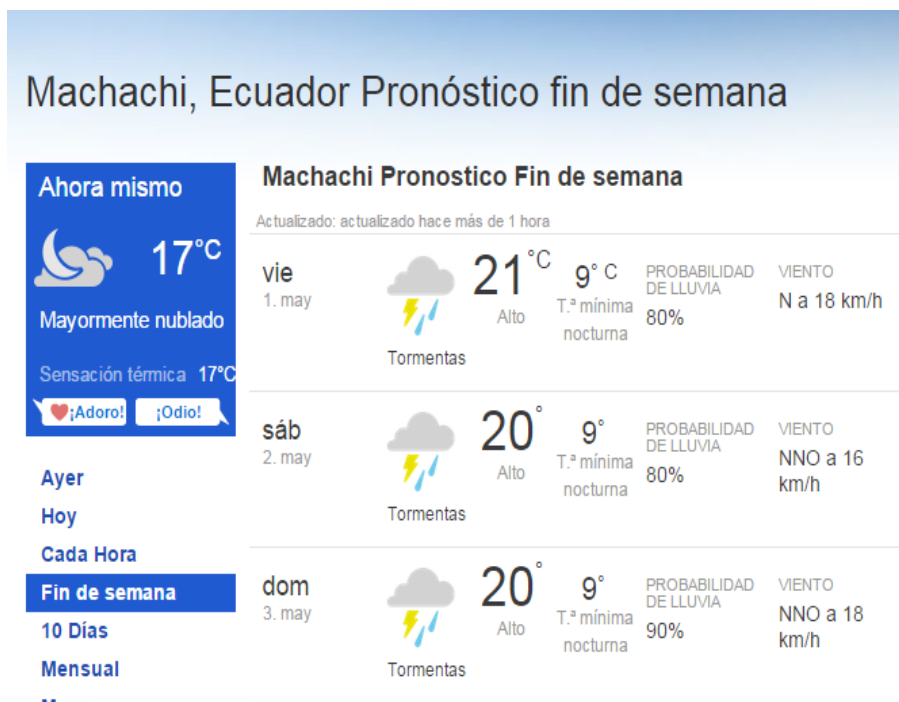 Machachi, Ecuador Pronóstico fin de semana
Ahora mismo
17°C
Mayormente nublado
Sensación térmica 17°C
¡Adoro! ¡Odio!
Ayer
Hoy
Cada Hora
Fin de semana
10 Días
Mensual
Machachi Pronostico Fin de semana
Actualizado: actualizado hace más de 1 hora
vie
1. may
Tormentas
21°C
Alto
9° C
T.ª mínima
nocturna
PROBABILIDAD
DE LLUVIA
80%
VIENTO
N a 18 km/h
sáb
2. may
Tormentas
20°
Alto
9°
T.ª mínima
nocturna
PROBABILIDAD
DE LLUVIA
80%
VIENTO
NNO a 16
km/h
dom
3. may
Tormentas
20°
Alto
9°
T.ª mínima
nocturna
PROBABILIDAD
DE LLUVIA
90%
VIENTO
NNO a 18
km/h